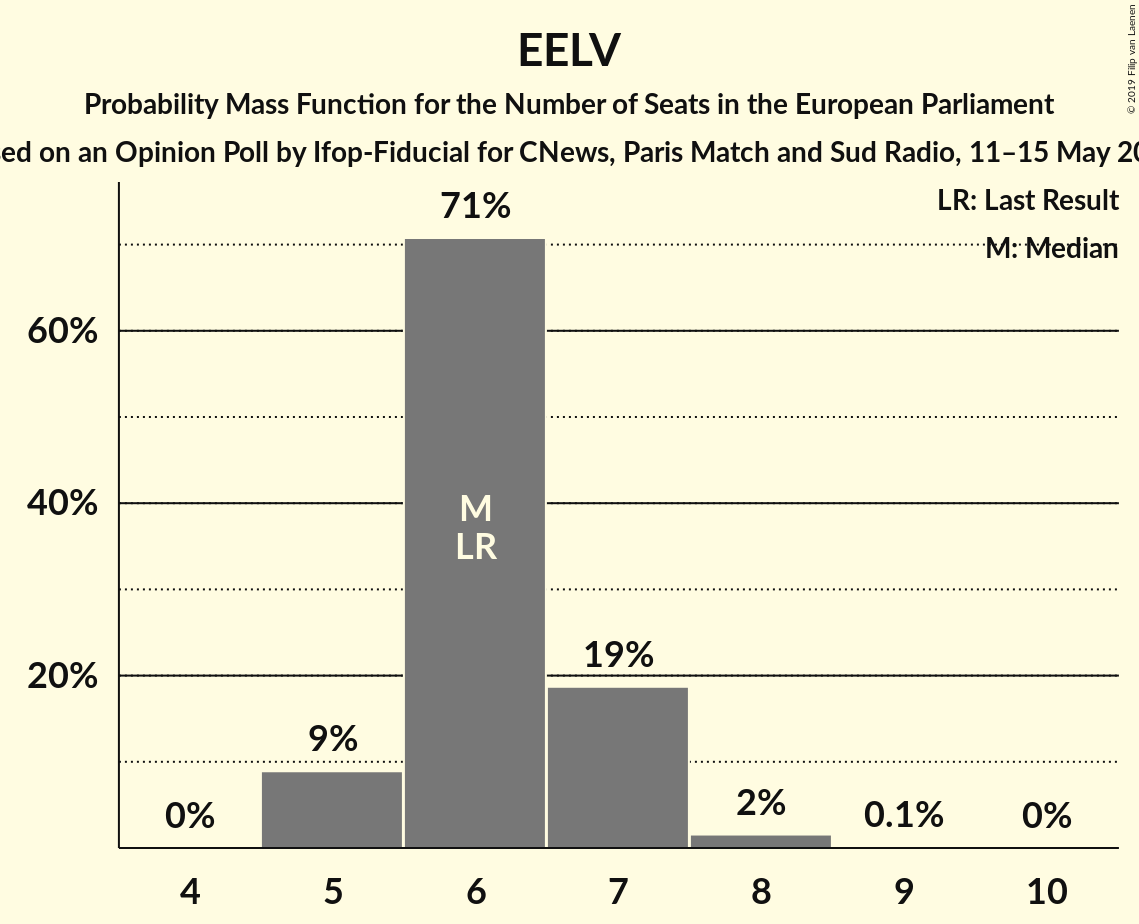 EELV
Probability Mass Function for the Number of Seats in the European Parliament
on an Opinion Poll by Ifop-Fiducial for CNews, Paris Match and Sud Radio, 11–15 May
© 2019 Filip van Laenen
LR: Last Result
M: Median
71%
60%
40%
M
LR
20%
19%
9%
0%
2%
0.1%
0%
4 5 6 7 8 9 10